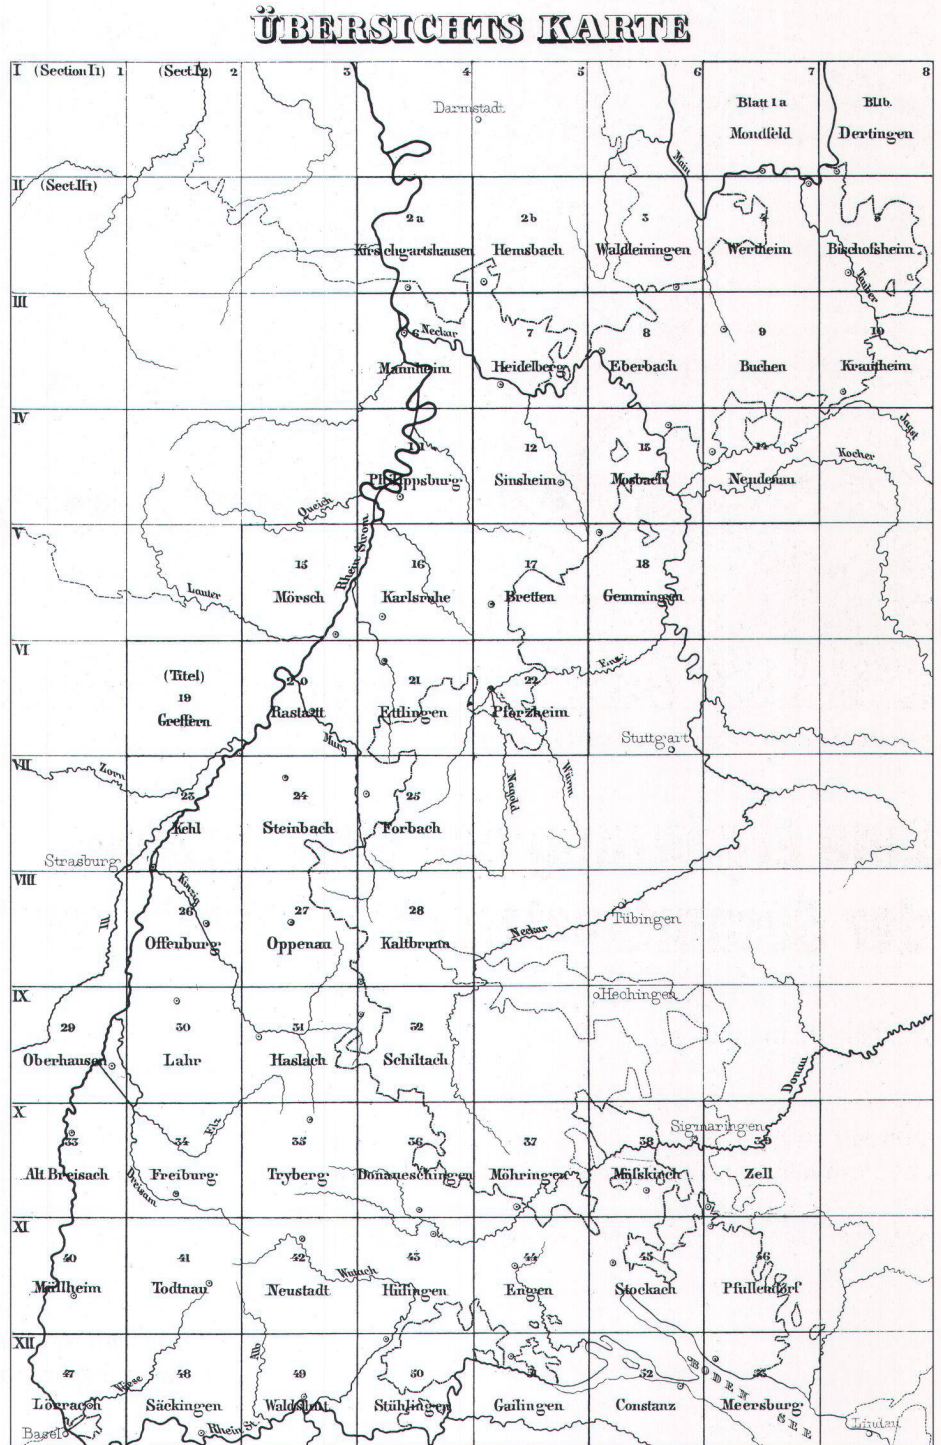 ÜBERSICHTS KARTE
I (Section I1) 1 (Sect.I2) 2 3 4 5 6 7 8
Darmstadt
Blatt 1a
Mondfeld
Bl.1b.
Dertingen
Main
II (Sect.II1)
2a
Kirschgartshausen
2b
Hemsbach
3
Waldleiningen
4
Wertheim
5
Bischofsheim
Tauber
III
6
Neckar
Mannheim
7
Heidelberg
8
Eberbach
9
Buchen
10
Krautheim
IV
Jagst
Kocher
11
Philippsburg
12
Sinsheim
13
Mosbach
14
Neudenau
Queich
V
Rhein Strom
15
Mörsch
16
Karlsruhe
17
Bretten
18
Gemmingen
Lauter
VI
Enz
(Titel)
19
Greffern
20
Rastatt
21
Ettlingen
22
Pforzheim
Murg
Stuttgart
VII
Zorn
Nagold
Würm
23
Kehl
24
Steinbach
25
Forbach
Strasburg
VIII
Kinzig
Ill
26
Offenburg
27
Oppenau
28
Kaltbrunn
Neckar
Tübingen
IX
Hechingen
29
Oberhausen
30
Lahr
31
Haslach
32
Schiltach
Donau
X
Elz
Sigmaringen
33
Alt Breisach
34
Freiburg
35
Tryberg
36
Donaueschingen
37
Möhringen
38
Mösskirch
39
Zell
Dreisam
XI
40
Müllheim
41
Todtnau
42
Neustadt
Wutach
43
Hüfingen
44
Engen
45
Stockach
46
Pfullendorf
XII
Alb
Wiese
47
Lörrach
48
Säckingen
49
Waldshut
50
Stühlingen
51
Gailingen
52
Constanz
53
Meersburg
BODEN SEE
Basel
Rhein St.
Lindau